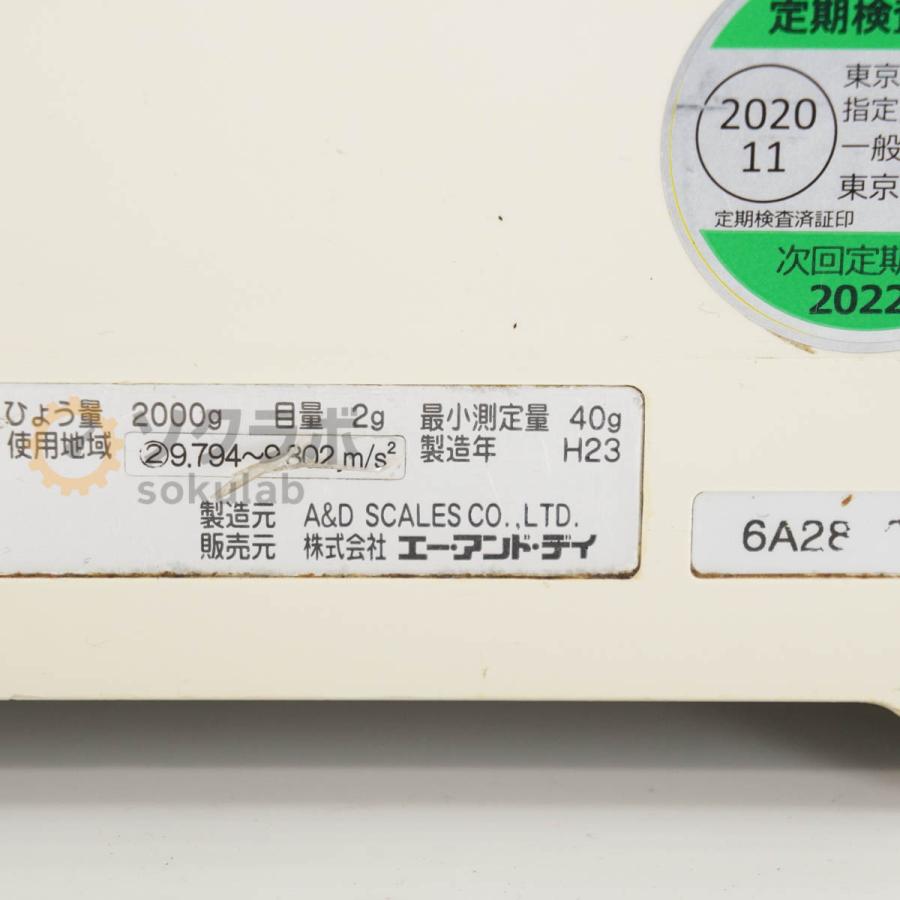 定期検
2020
11
東京
指定
一般
東京
定期検査済証印
次回定期
2022
ひょう量 2000g 目量 2g 最小測定量 40g
使用地域 ②9.794~9.802m/s² 製造年 H23
ソクラボ
sokulab
製造元 A&D SCALES CO.,LTD.
販売元 株式会社 エー・アンド・デイ
6A28